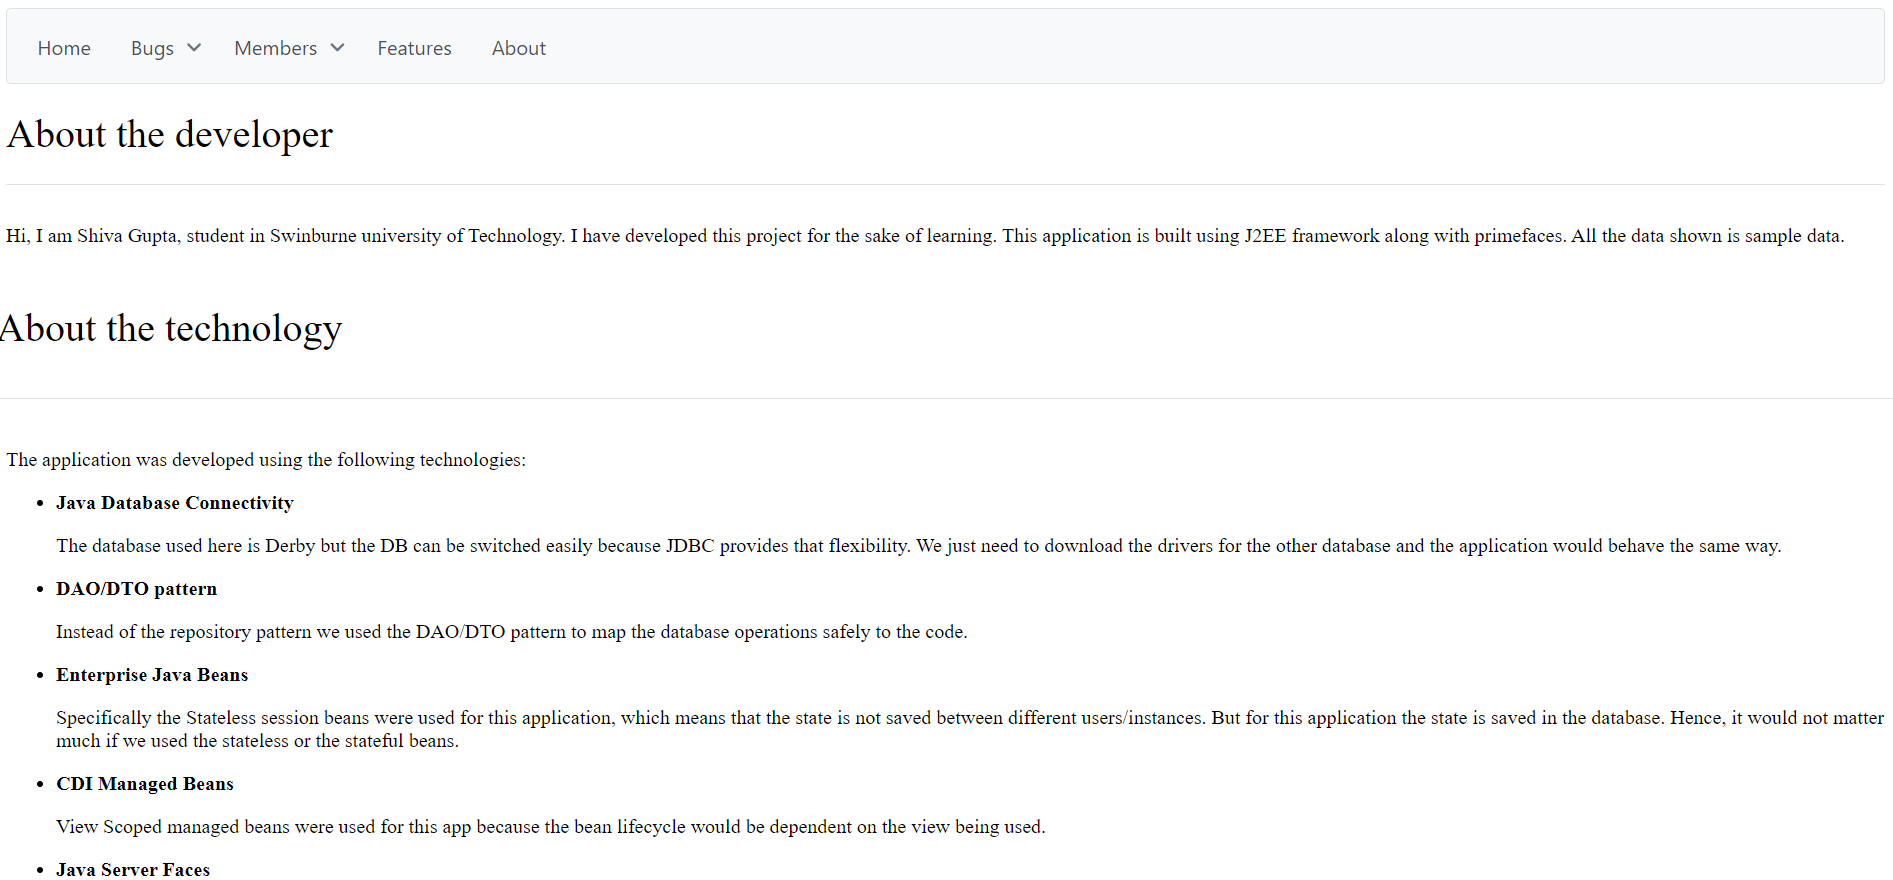 Home Bugs Members Features About
About the developer
Hi, I am Shiva Gupta, student in Swinburne university of Technology. I have developed this project for the sake of learning. This application is built using J2EE framework along with primefaces. All the data shown is sample data.
About the technology
The application was developed using the following technologies:
• Java Database Connectivity
The database used here is Derby but the DB can be switched easily because JDBC provides that flexibility. We just need to download the drivers for the other database and the application would behave the same way.
• DAO/DTO pattern
Instead of the repository pattern we used the DAO/DTO pattern to map the database operations safely to the code.
• Enterprise Java Beans
Specifically the Stateless session beans were used for this application, which means that the state is not saved between different users/instances. But for this application the state is saved in the database. Hence, it would not matter
much if we used the stateless or the stateful beans.
• CDI Managed Beans
View Scoped managed beans were used for this app because the bean lifecycle would be dependent on the view being used.
• Java Server Faces